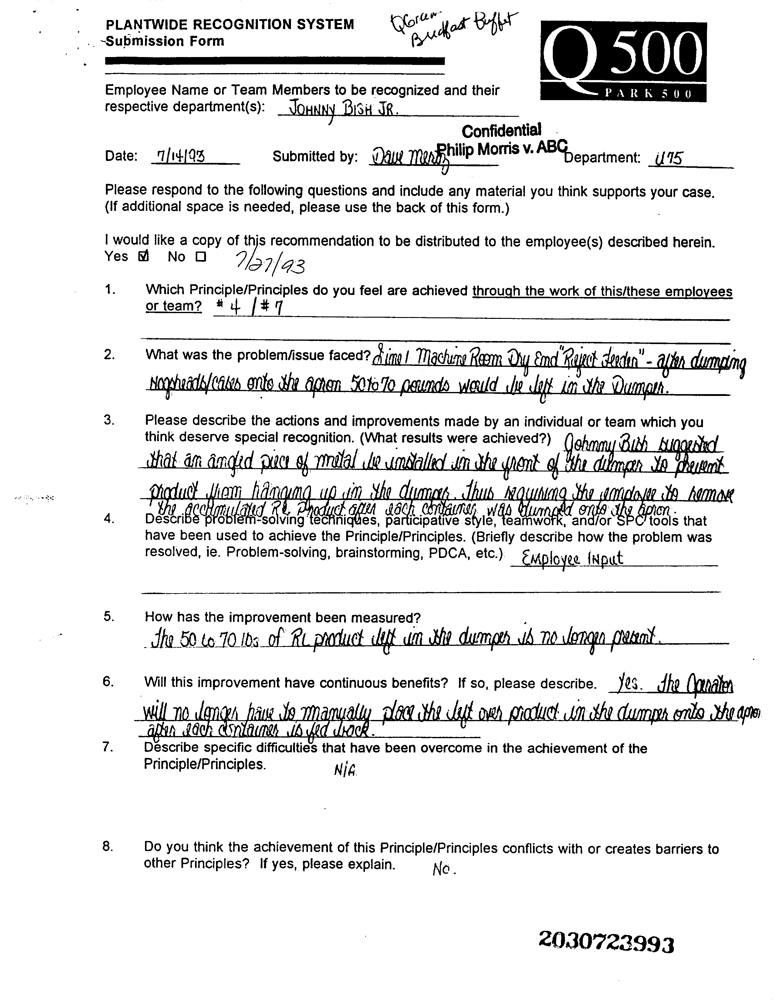 PLANTWIDE RECOGNITION SYSTEM
Submission Form
Breakfast Buffet
Q 500
PARK 500
Employee Name or Team Members to be recognized and their
respective department(s): JOHNNY BISH JR.
Confidential
Philip Morris v. ABC
Date: 7/14/93 Submitted by: Dave Department: 1175
Please respond to the following questions and include any material you think supports your case.
(If additional space is needed, please use the back of this form.)
I would like a copy of this recommendation to be distributed to the employee(s) described herein.
Yes ☑ No ☐ 7/27/93
1. Which Principle/Principles do you feel are achieved through the work of this/these employees
or team? #4 / #7
2. What was the problem/issue faced? Line 1 Machine Room Dry End "Reject Feeder" - after dumping
Hogsheads/cases onto the apron 50 to 70 pounds would be left in the Dumper.
3. Please describe the actions and improvements made by an individual or team which you
think deserve special recognition. (What results were achieved?) Johnny Bish suggested
that an angled piece of metal be installed in the front of the dumper to prevent
product from hanging up in the dumper. Thus requiring the employee to remove
the accumulated RL Product after each container was dumped onto the apron.
4. Describe problem-solving techniques, participative style, teamwork, and/or SPC tools that
have been used to achieve the Principle/Principles. (Briefly describe how the problem was
resolved, ie. Problem-solving, brainstorming, PDCA, etc.) Employee Input
5. How has the improvement been measured?
The 50 to 70 lbs of RL product left in the dumper is no longer present.
6. Will this improvement have continuous benefits? If so, please describe. Yes. The Operator
will no longer have to manually place the left over product in the dumper onto the apron
after each container is fed back.
7. Describe specific difficulties that have been overcome in the achievement of the
Principle/Principles. N/A
8. Do you think the achievement of this Principle/Principles conflicts with or creates barriers to
other Principles? If yes, please explain. No.
2030723993